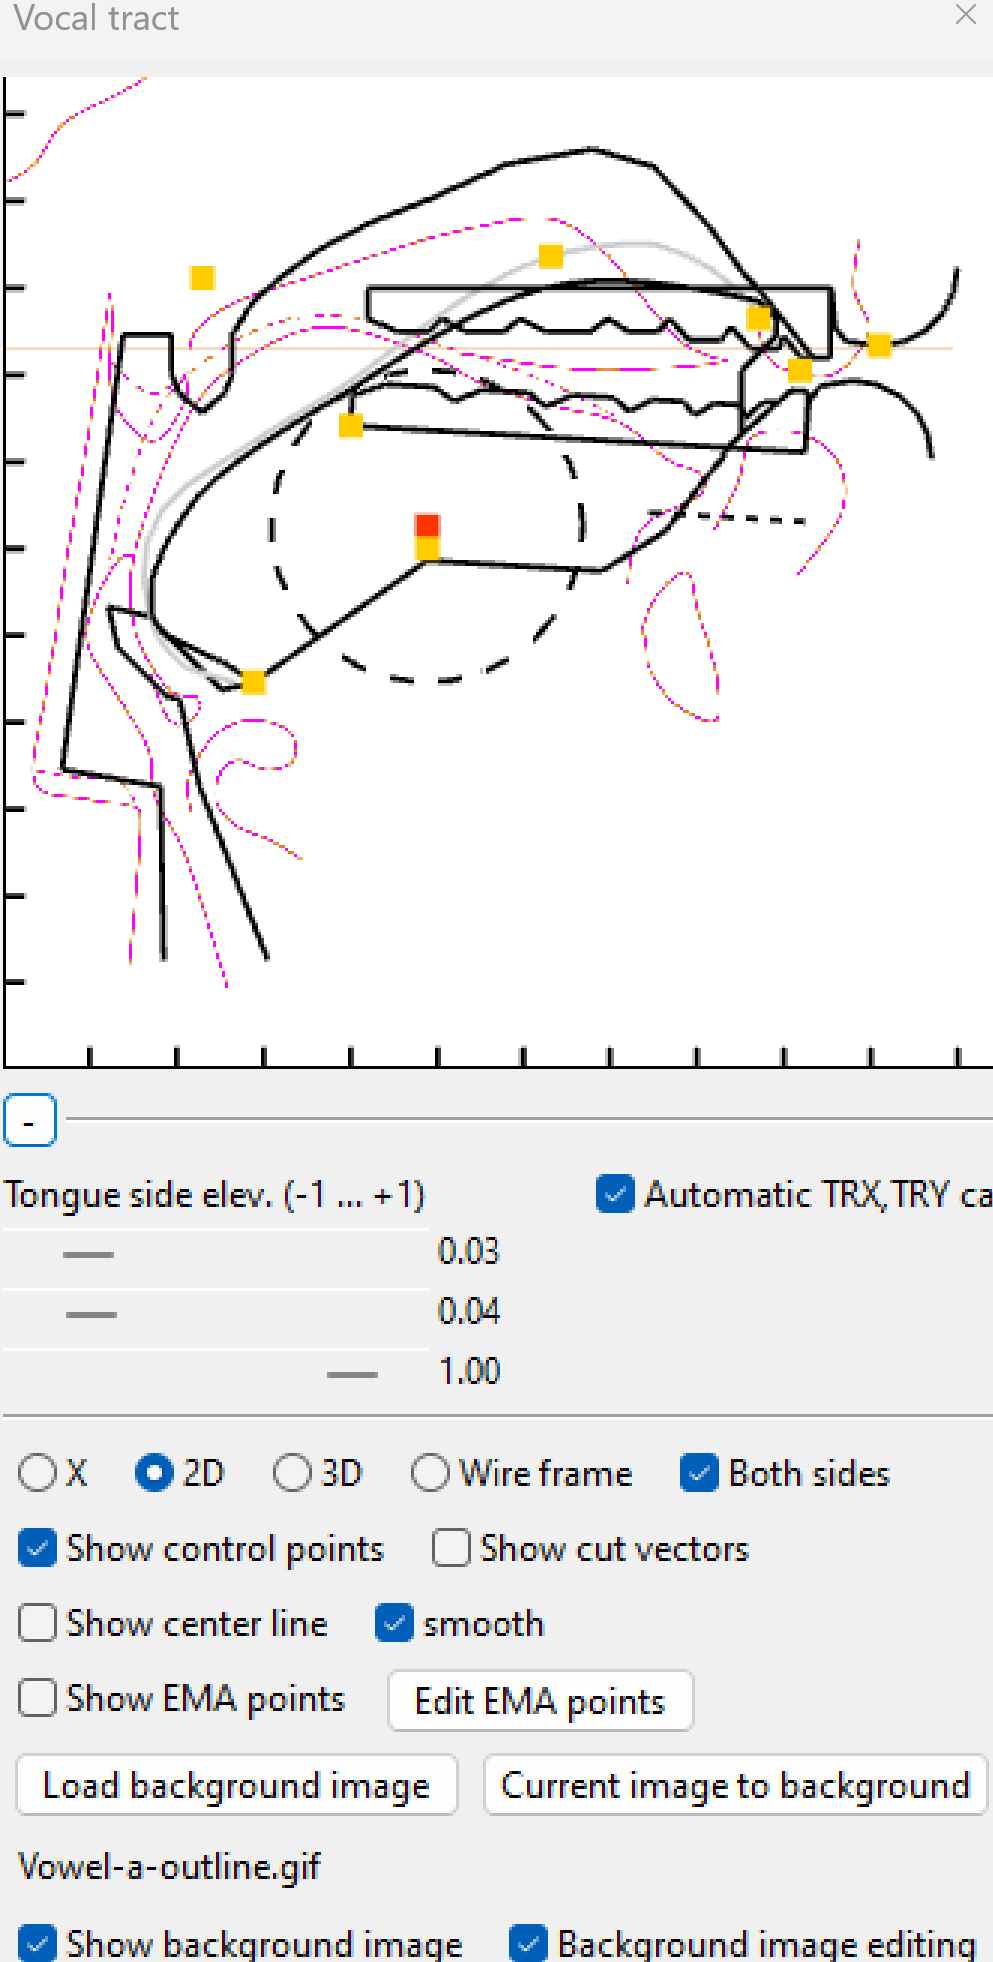 Vocal tract
-
Tongue side elev. (-1 ... +1) Automatic TRX,TRY ca
0.03
0.04
1.00
X 2D 3D Wire frame Both sides
Show control points Show cut vectors
Show center line smooth
Show EMA points Edit EMA points
Load background image Current image to background
Vowel-a-outline.gif
Show background image Background image editing